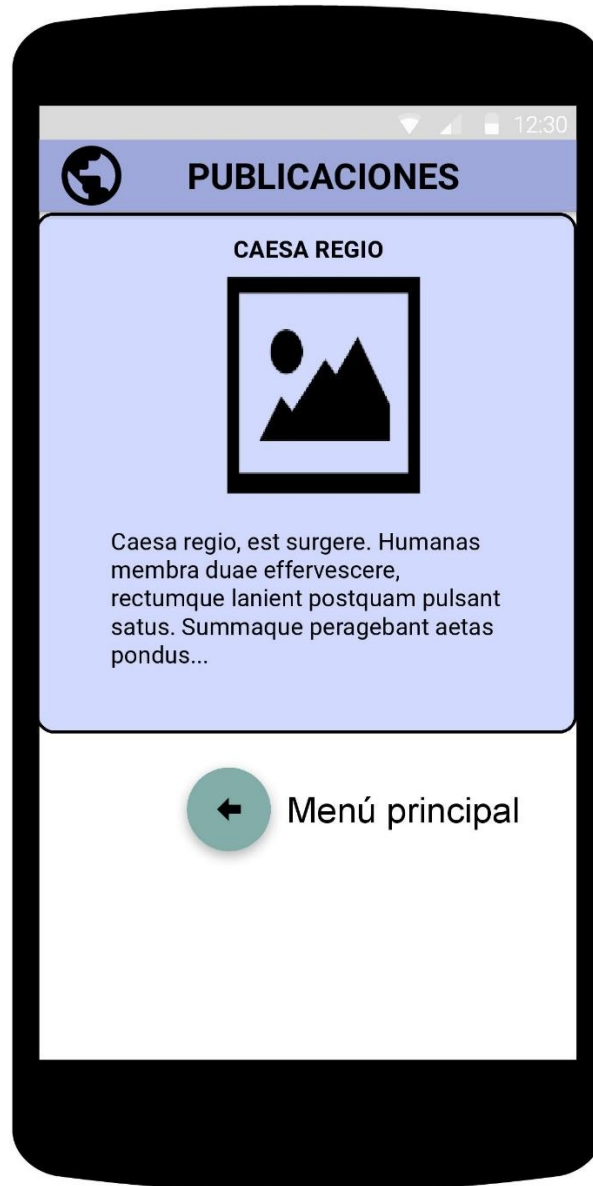 12:30
PUBLICACIONES
CAESA REGIO
Caesa regio, est surgere. Humanas
membra duae effervescere,
rectumque lanient postquam pulsant
satus. Summaque peragebant aetas
pondus...
Menú principal